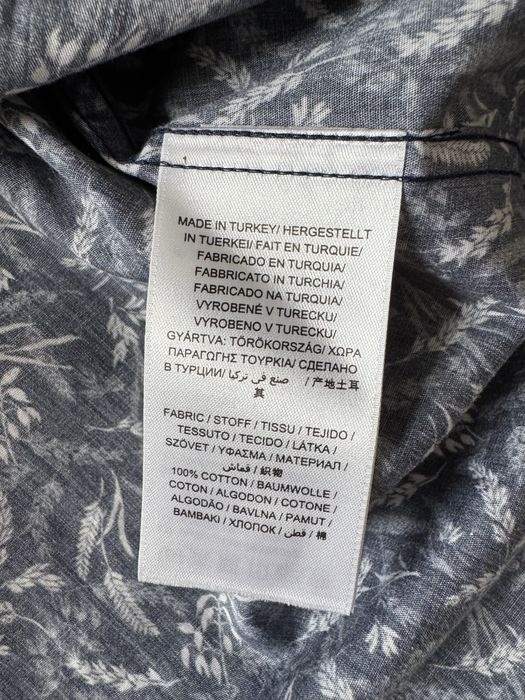 MADE IN TURKEY/ HERGESTELLT
IN TUERKEI/ FAIT EN TURQUIE/
FABRICADO EN TURQUIA/
FABBRICATO IN TURCHIA/
FABRICADO NA TURQUIA/
VYROBENÉ V TURECKU/
VYROBENO V TURECKU/
GYÁRTVA: TÖRÖKORSZÁG/ ΧΩΡΑ
ΠΑΡΑΓΩΓΗΣ ΤΟΥΡΚΙΑ/ СДЕЛАНО
В ТУРЦИИ/ صنع في تركيا /产地土耳
其
FABRIC / STOFF / TISSU / TEJIDO /
TESSUTO / TECIDO / LÁTKA /
SZÖVET / ΥΦΑΣΜΑ / МАТЕРИАЛ /
قماش / 織物
100% COTTON / BAUMWOLLE /
COTON / ALGODON / COTONE /
ALGODÃO / BAVLNA / PAMUT /
ΒΑΜΒΑΚΙ / ХЛОПОК / قطن / 棉